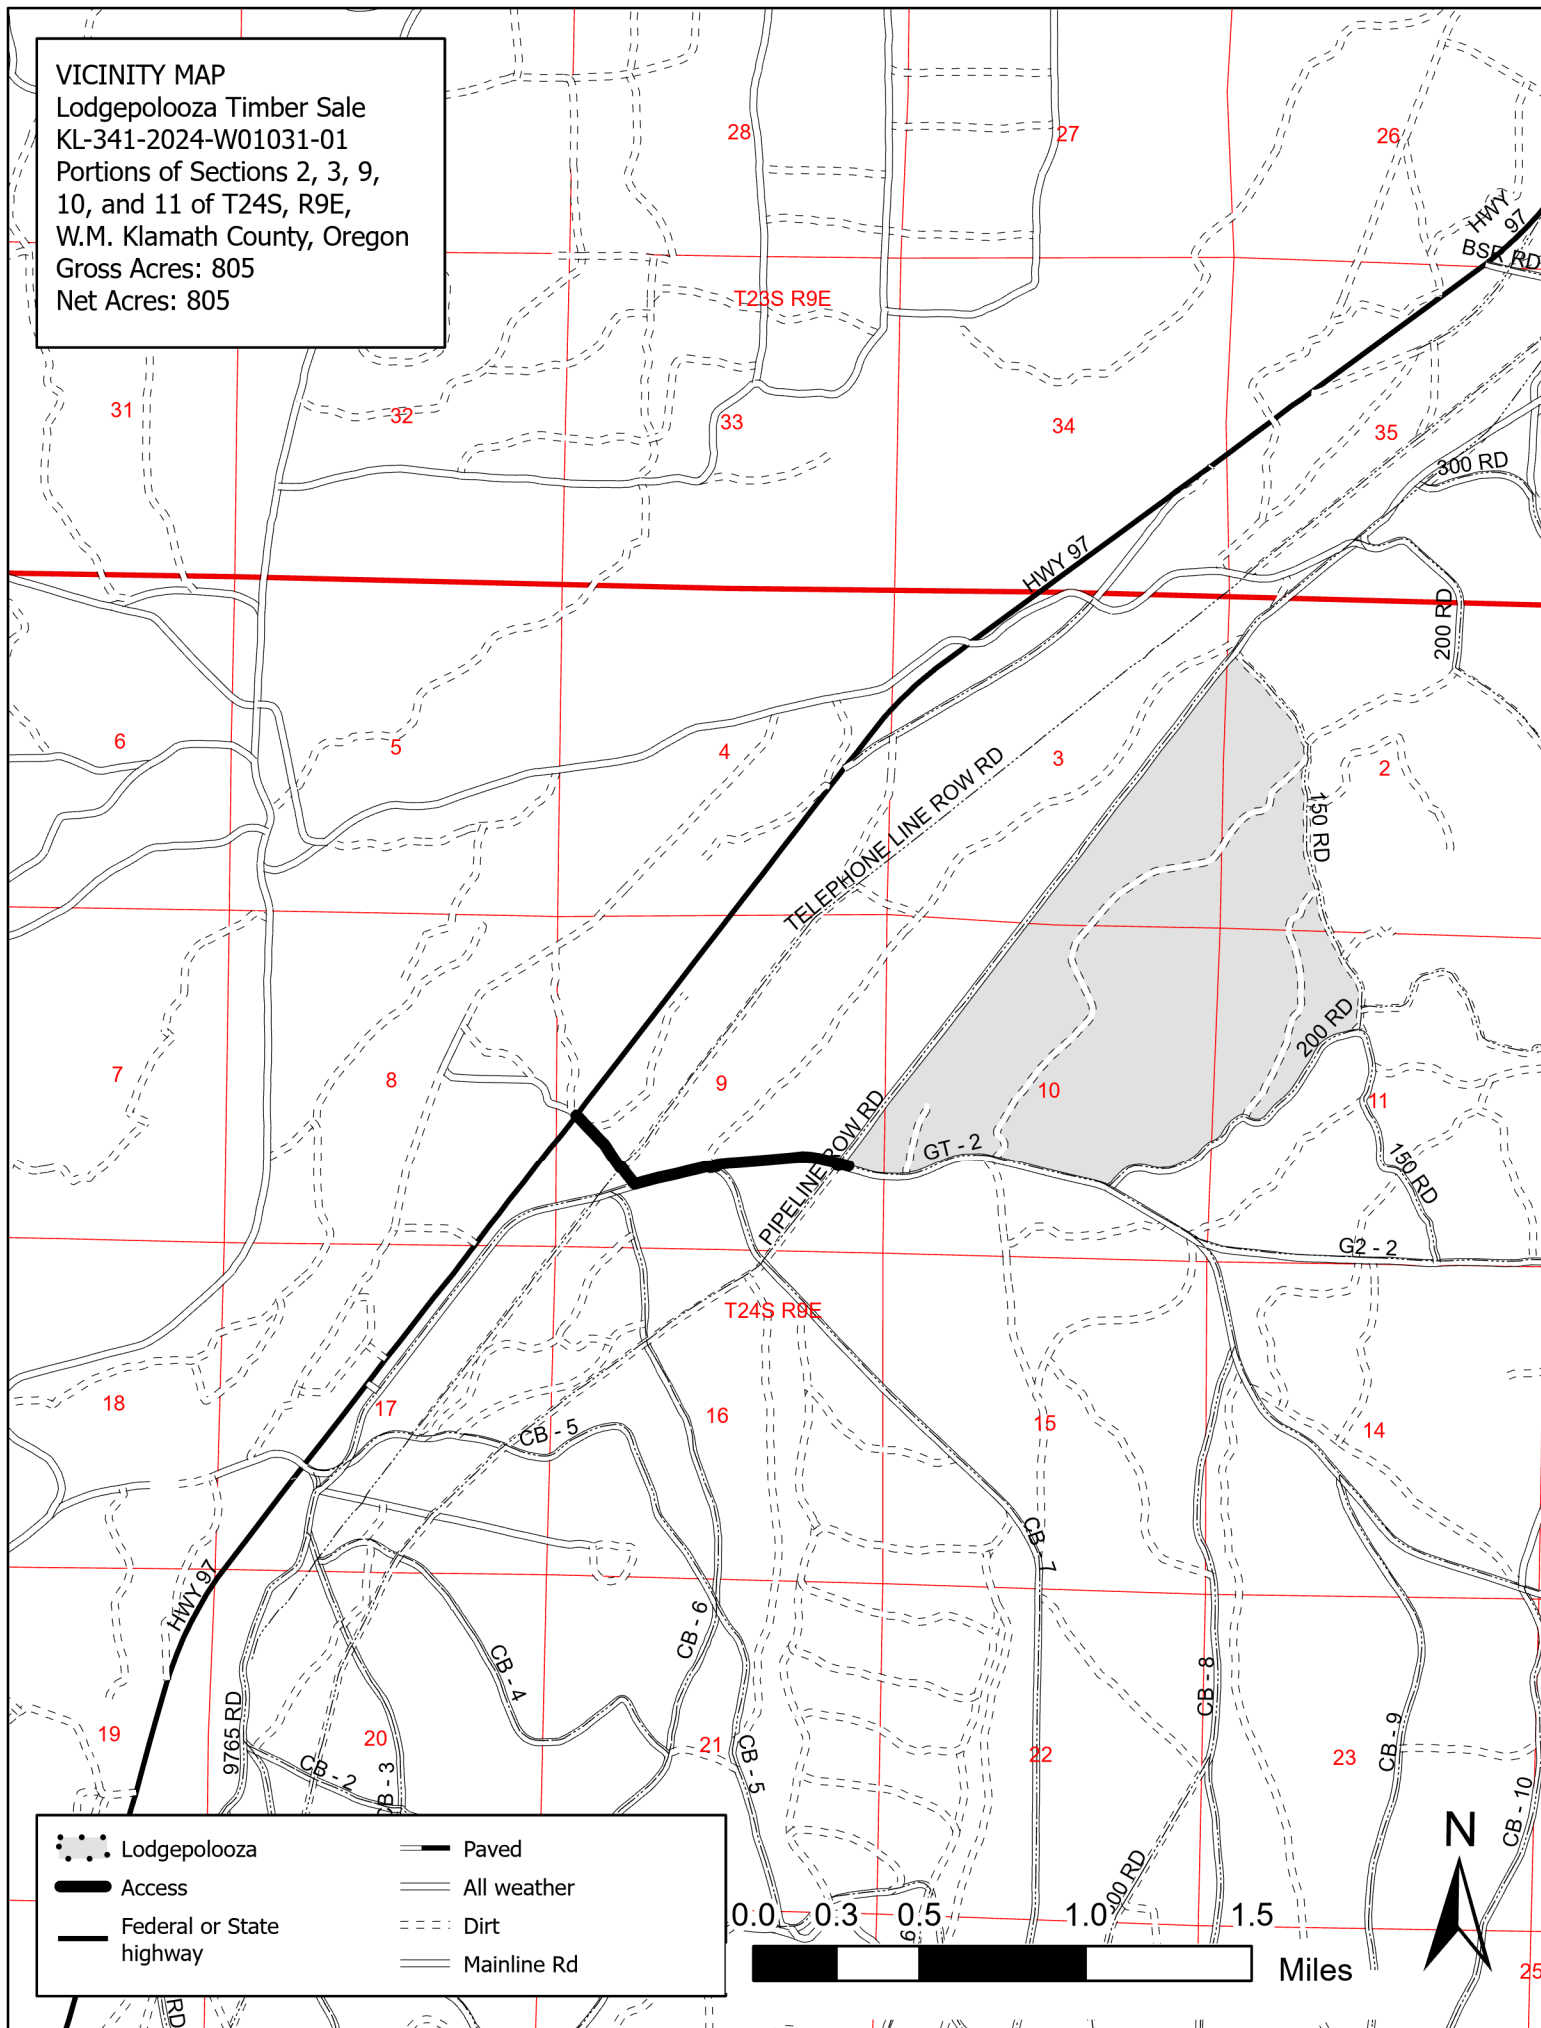 VICINITY MAP
Lodgepolooza Timber Sale
KL-341-2024-W01031-01
Portions of Sections 2, 3, 9,
10, and 11 of T24S, R9E,
W.M. Klamath County, Oregon
Gross Acres: 805
Net Acres: 805
28
27
26
HWY
97
BSR RD
T23S R9E
31
32
33
34
35
300 RD
HWY 97
200 RD
6
5
4
3
2
TELEPHONE LINE ROW RD
150 RD
7
8
9
10
11
200 RD
PIPELINE ROW RD
GT - 2
150 RD
G2 - 2
T24S R9E
18
17
16
15
14
CB - 5
CB - 7
HWY 97
CB - 6
CB - 4
CB - 8
19
20
21
22
23
9765 RD
CB - 2
CB - 3
CB - 5
CB - 9
CB - 10
N
Lodgepolooza
Access
Federal or State
highway
Paved
All weather
Dirt
Mainline Rd
00 RD
0.0 0.3 0.5 1.0 1.5
Miles
6
25
RD